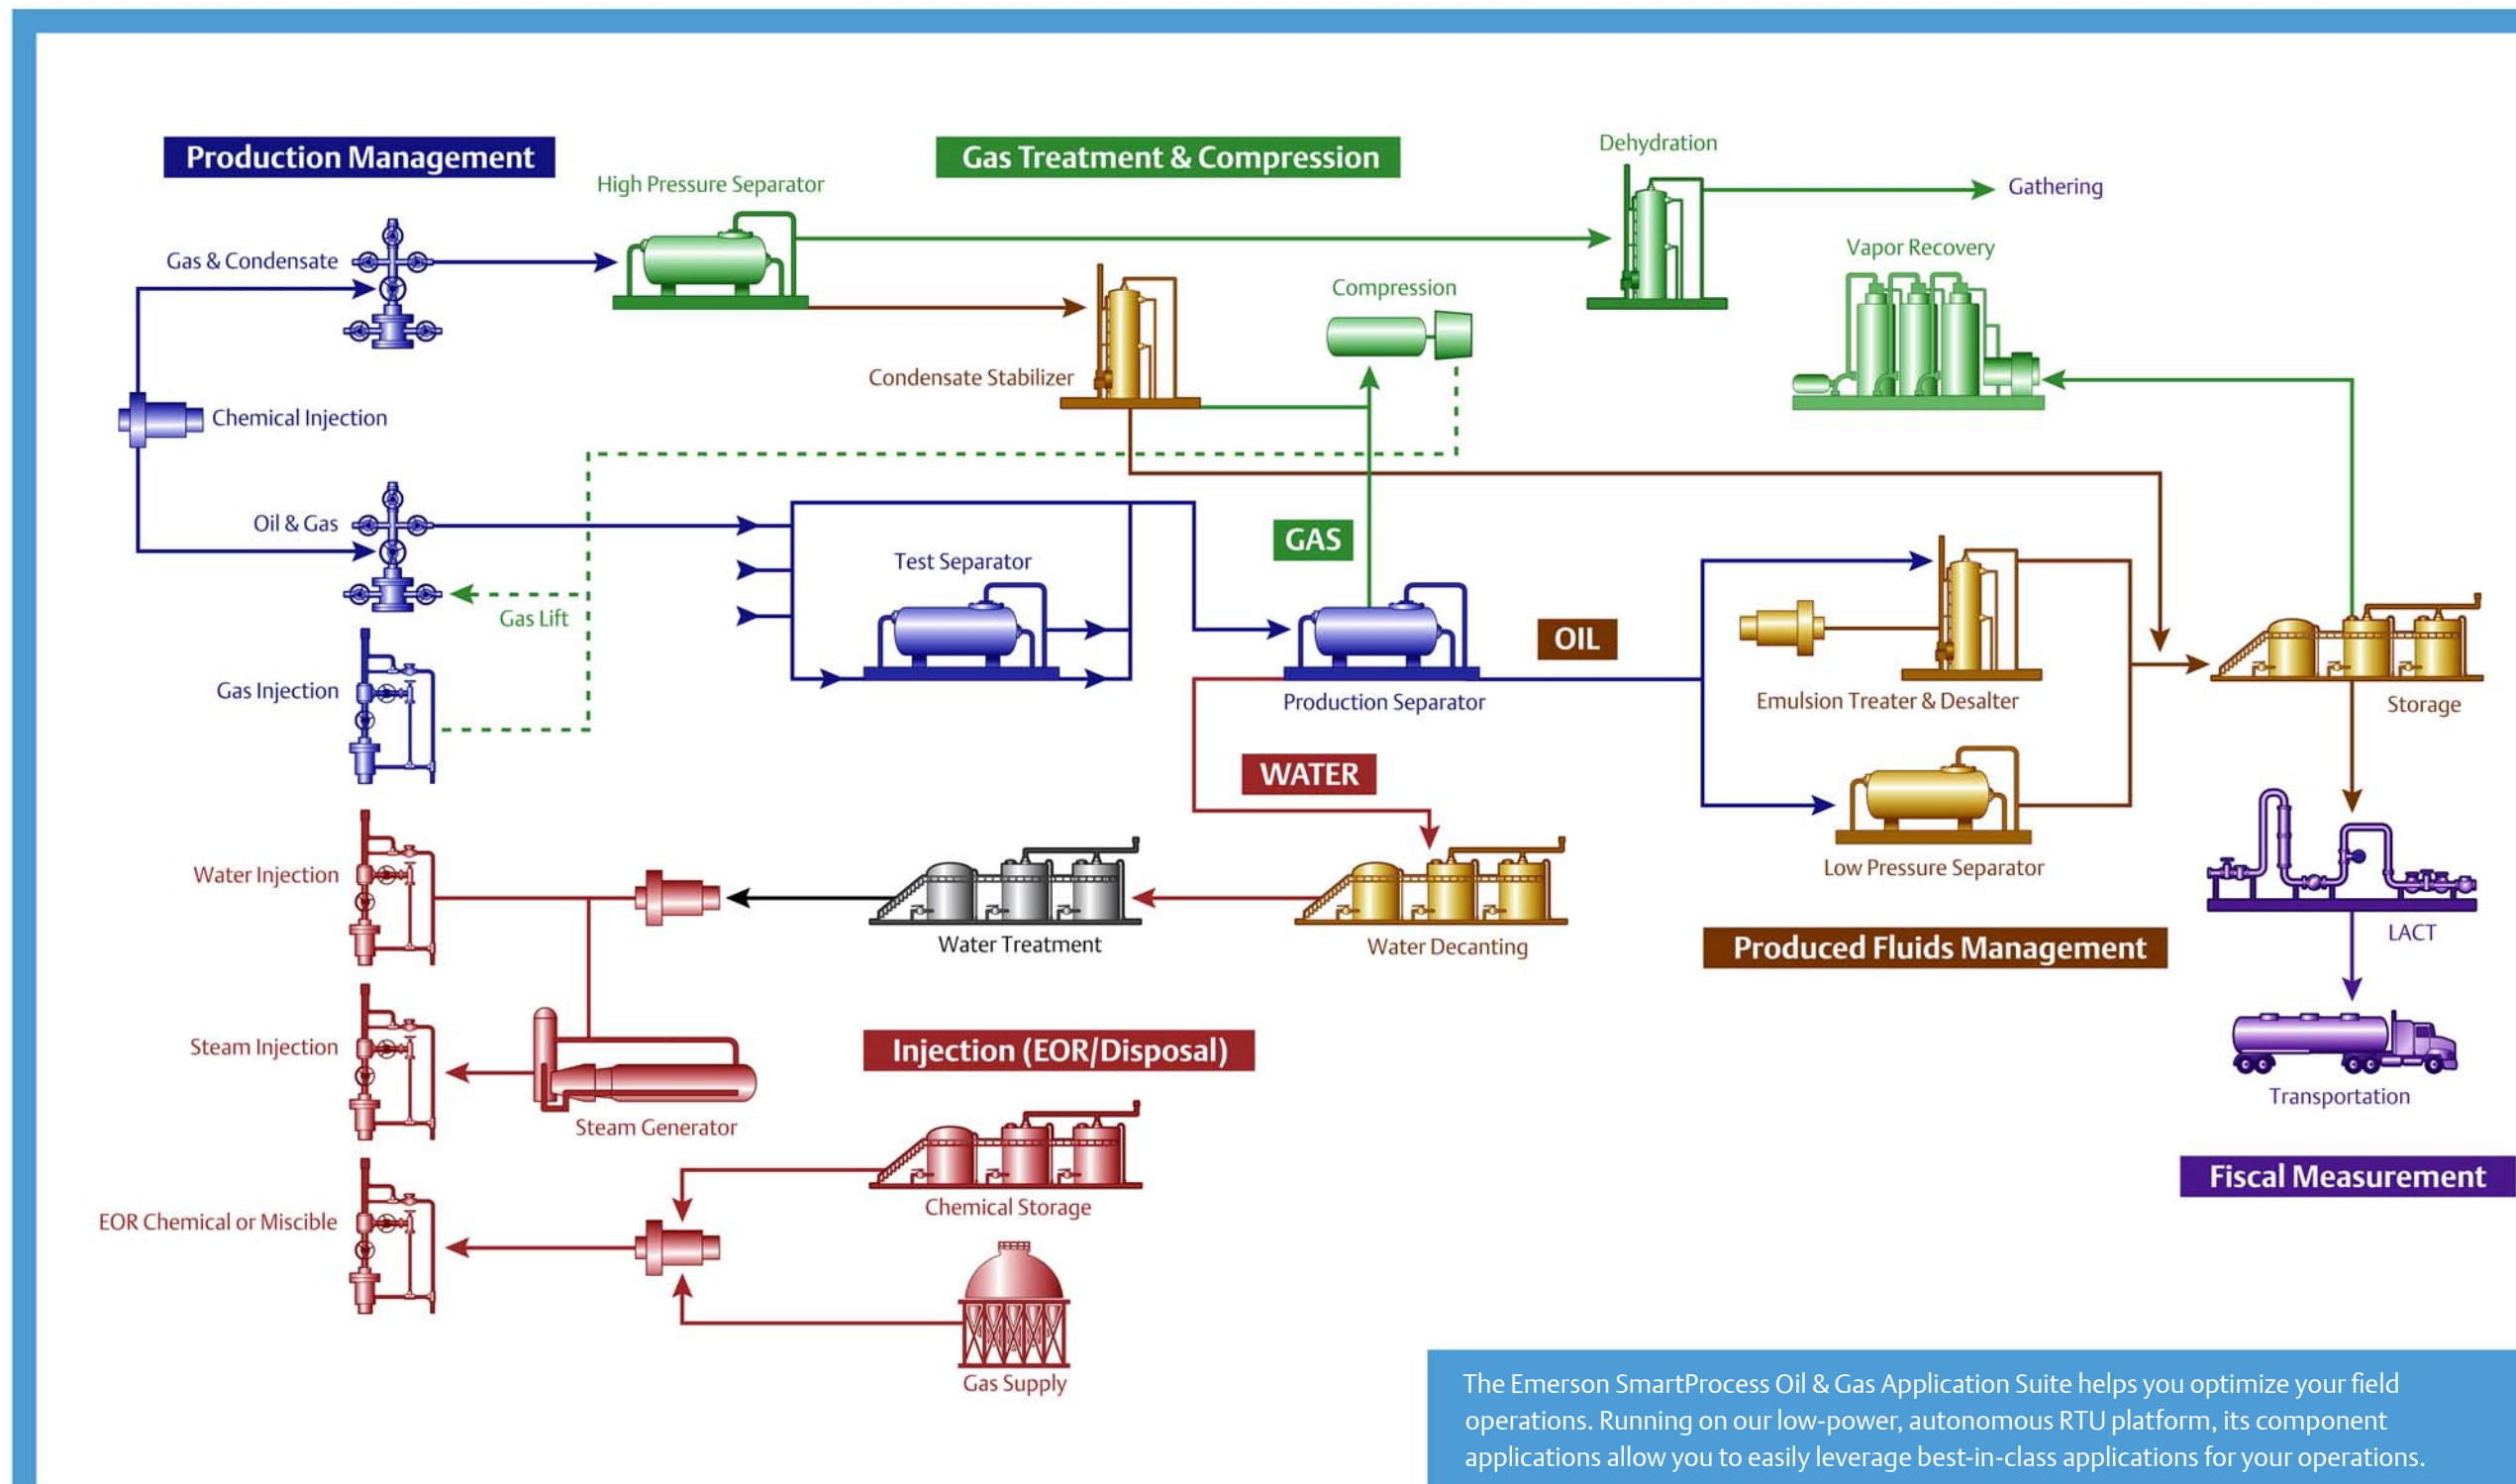 Production Management
Gas Treatment & Compression
Dehydration
High Pressure Separator
Gathering
Gas & Condensate
Vapor Recovery
Compression
Condensate Stabilizer
Chemical Injection
Oil & Gas
GAS
Test Separator
Gas Lift
OIL
Gas Injection
Production Separator
Emulsion Treater & Desalter
Storage
WATER
Water Injection
Low Pressure Separator
Water Treatment
Water Decanting
Produced Fluids Management
LACT
Steam Injection
Injection (EOR/Disposal)
Transportation
Steam Generator
Fiscal Measurement
Chemical Storage
EOR Chemical or Miscible
Gas Supply
The Emerson SmartProcess Oil & Gas Application Suite helps you optimize your field
operations. Running on our low-power, autonomous RTU platform, its component
applications allow you to easily leverage best-in-class applications for your operations.